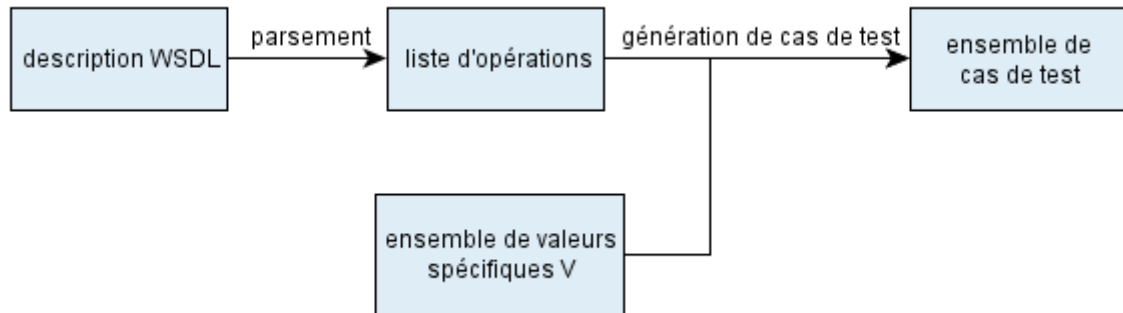 description WSDL
parsement
liste d'opérations
génération de cas de test
ensemble de
cas de test
ensemble de valeurs
spécifiques V